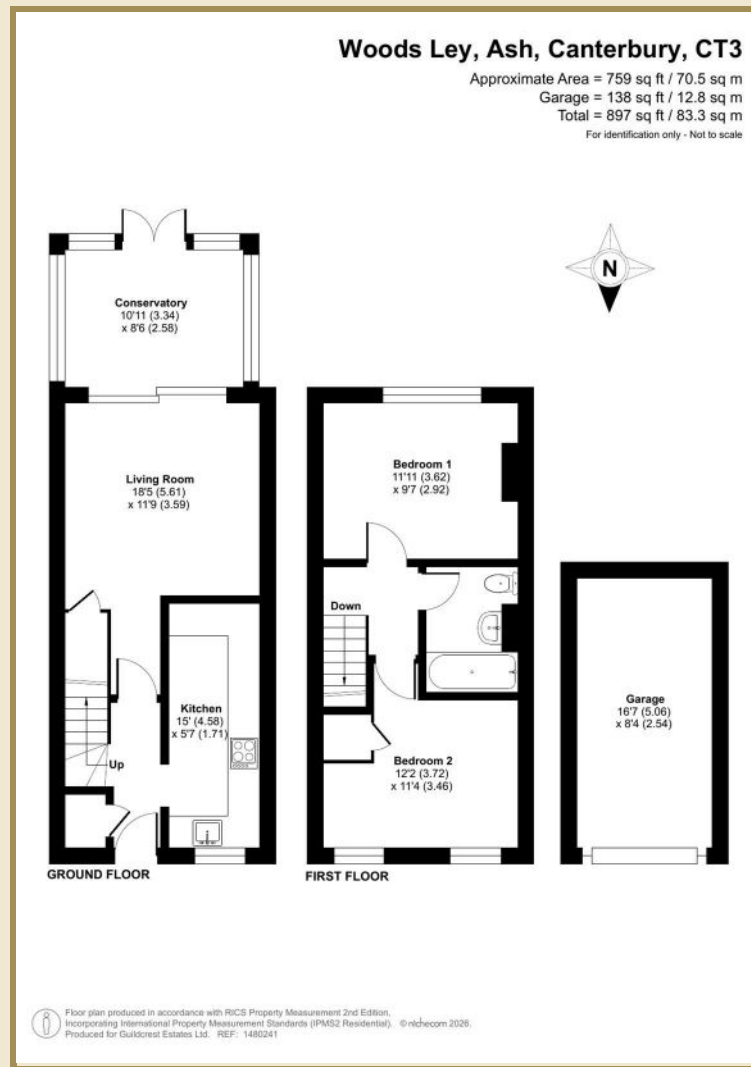 Woods Ley, Ash, Canterbury, CT3
Approximate Area = 759 sq ft / 70.5 sq m
Garage = 138 sq ft / 12.8 sq m
Total = 897 sq ft / 83.3 sq m
For identification only - Not to scale
N
Conservatory
10'11 (3.34)
x 8'6 (2.58)
Living Room
18'5 (5.61)
x 11'9 (3.59)
Kitchen
15' (4.58)
x 5'7 (1.71)
Up
GROUND FLOOR
Bedroom 1
11'11 (3.62)
x 9'7 (2.92)
Down
Bedroom 2
12'2 (3.72)
x 11'4 (3.46)
FIRST FLOOR
Garage
16'7 (5.06)
x 8'4 (2.54)
Floor plan produced in accordance with RICS Property Measurement 2nd Edition,
Incorporating International Property Measurement Standards (IPMS2 Residential). © nichecom 2026.
Produced for Guildcrest Estates Ltd. REF: 1480241